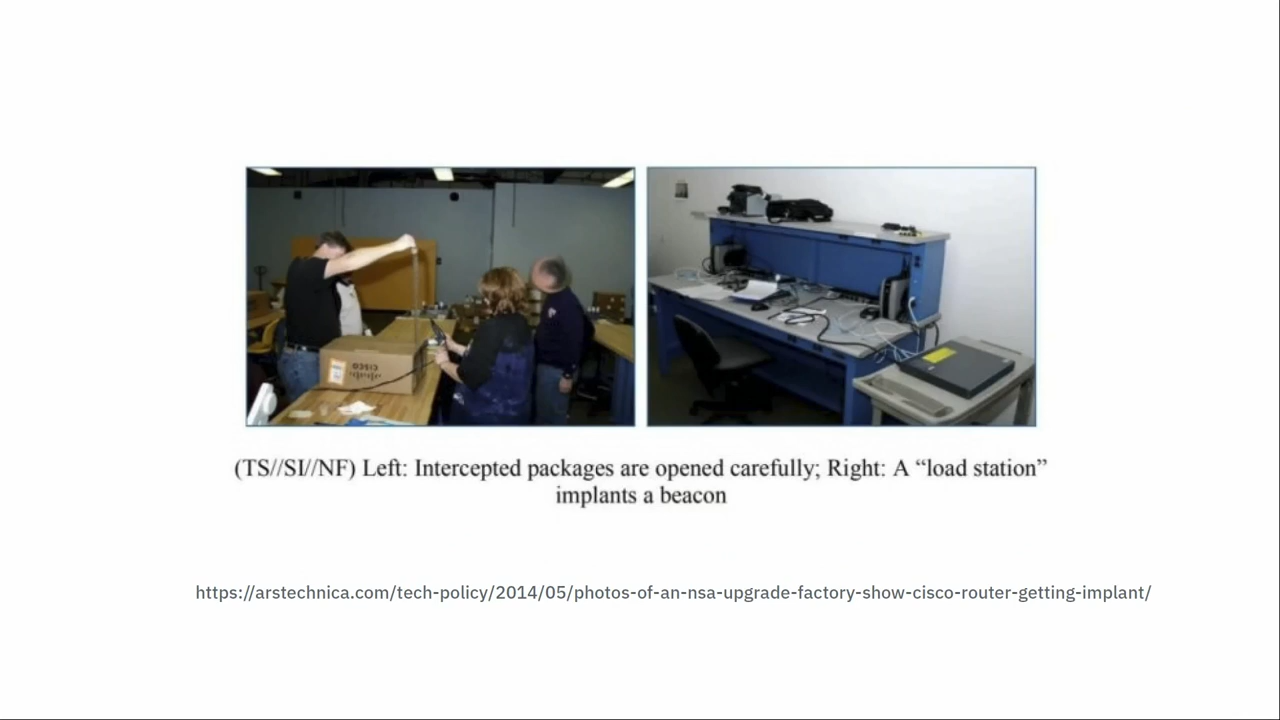 CISCO
(TS//SI//NF) Left: Intercepted packages are opened carefully; Right: A “load station”
implants a beacon
https://arstechnica.com/tech-policy/2014/05/photos-of-an-nsa-upgrade-factory-show-cisco-router-getting-implant/